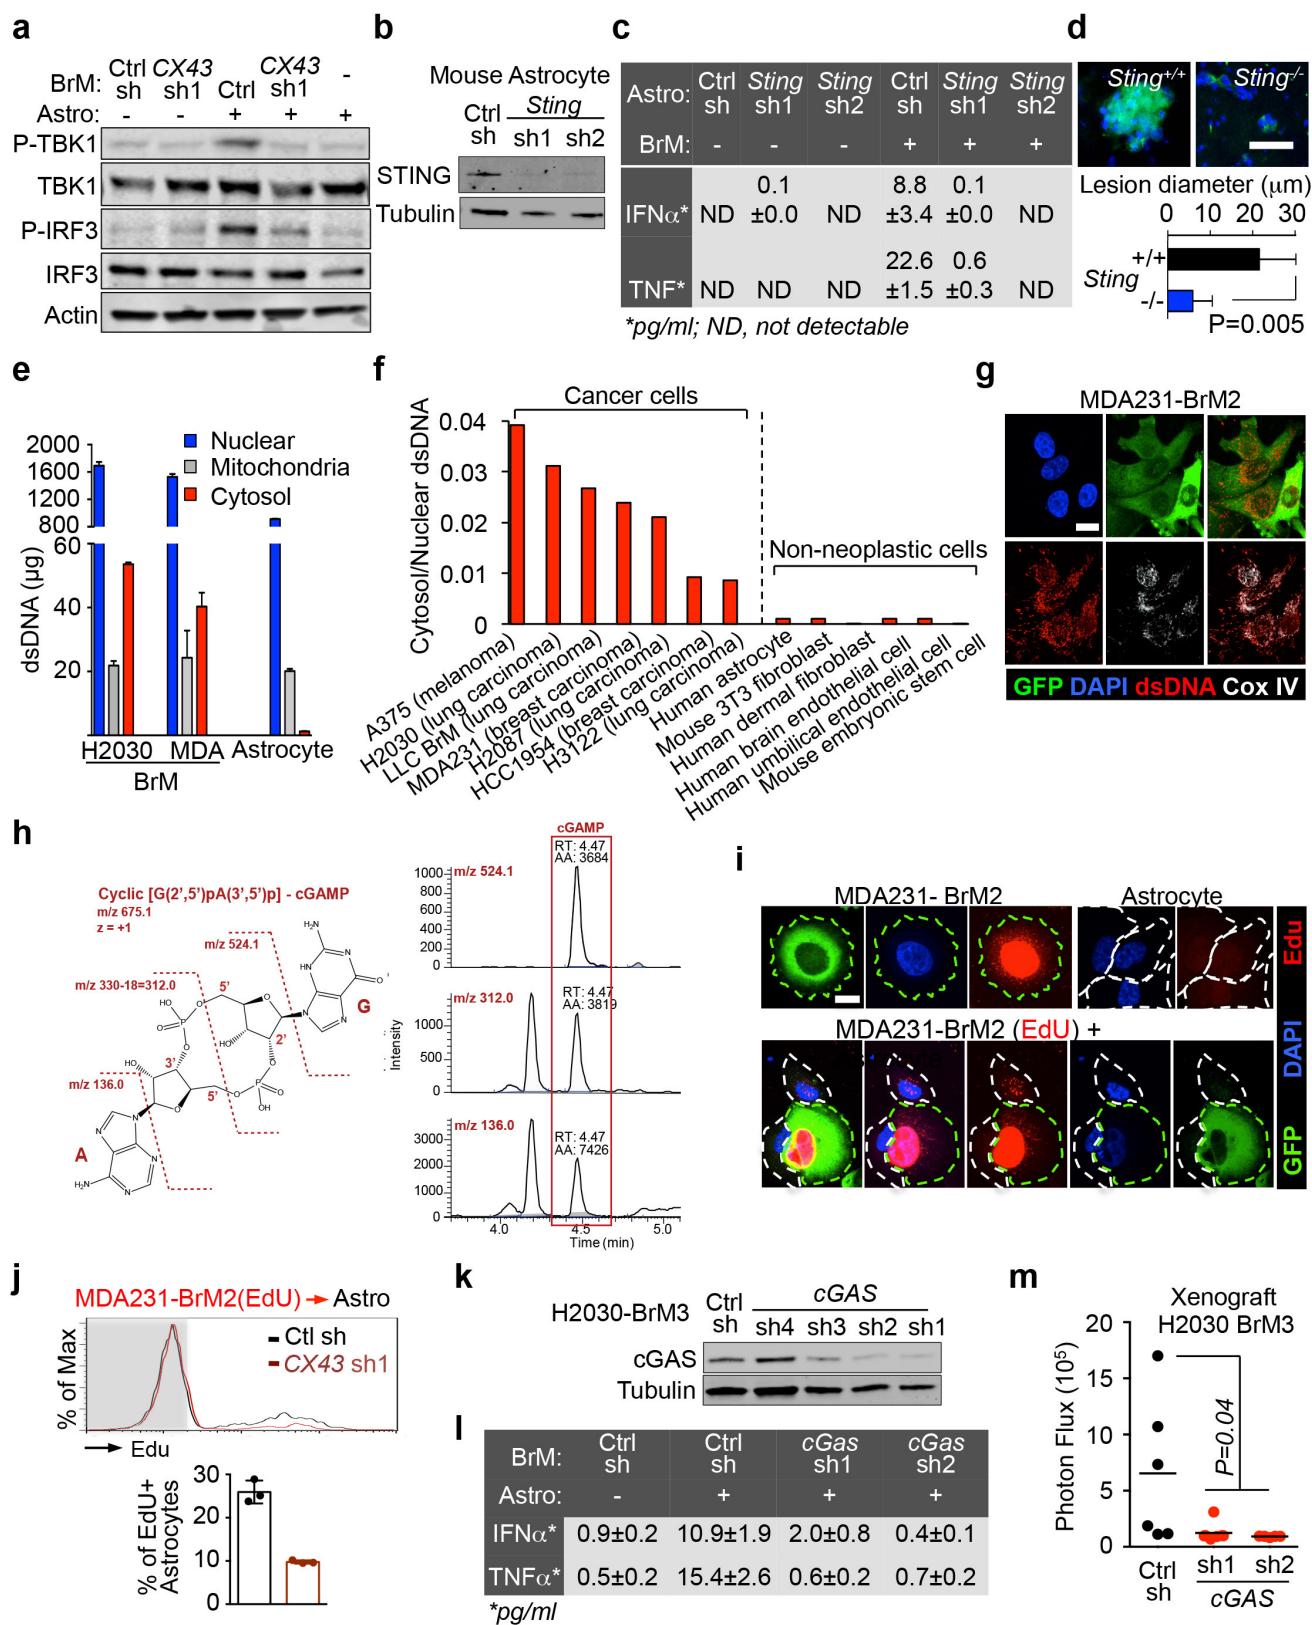 a
BrM: Ctrl sh CX43 sh1 Ctrl CX43 sh1 -
Astro: - - + + +
P-TBK1
TBK1
P-IRF3
IRF3
Actin
b
Mouse Astrocyte
Ctrl sh Sting
sh1 sh2
STING
Tubulin
c
Astro: Ctrl sh Sting sh1 Sting sh2 Ctrl sh Sting sh1 Sting sh2
BrM: - - - + + +
IFNα* ND 0.1 ±0.0 ND 8.8 ±3.4 0.1 ±0.0 ND
TNF* ND ND ND 22.6 ±1.5 0.6 ±0.3 ND
*pg/ml; ND, not detectable
d
Sting+/+ Sting-/-
Lesion diameter (μm)
0 10 20 30
+/+
Sting
-/-
P=0.005
e
dsDNA (μg)
2000
1600
1200
800
60
40
20
Nuclear
Mitochondria
Cytosol
H2030 MDA Astrocyte
BrM
f
Cytosol/Nuclear dsDNA
0.04
0.03
0.02
0.01
0
Cancer cells
Non-neoplastic cells
A375 (melanoma)
H2030 (lung carcinoma)
LLC BrM (lung carcinoma)
MDA231 (breast carcinoma)
H2087 (lung carcinoma)
HCC1954 (breast carcinoma)
H3122 (lung carcinoma)
Human astrocyte
Mouse 3T3 fibroblast
Human dermal fibroblast
Human brain endothelial cell
Human umbilical endothelial cell
Mouse embryonic stem cell
g
MDA231-BrM2
GFP DAPI dsDNA Cox IV
h
Cyclic [G(2',5')pA(3',5')p] - cGAMP
m/z 675.1
z = +1
m/z 524.1
m/z 330-18=312.0
m/z 136.0
5'
G
2'
3'
5'
A
H₂N
HN
N
N
N
O
O
O
HO
OH
P
O
O
HO
O
O
P
O
OH
O
N
N
N
N
H₂N
cGAMP
RT: 4.47
AA: 3684
m/z 524.1
1000
800
600
400
200
0
RT: 4.47
AA: 3819
m/z 312.0
1000
500
0
Intensity
RT: 4.47
AA: 7426
m/z 136.0
3000
2000
1000
0
4.0 4.5 5.0
Time (min)
i
MDA231- BrM2 Astrocyte
MDA231-BrM2 (EdU) +
Edu
DAPI
GFP
j
MDA231-BrM2(EdU) → Astro
% of Max
Ctl sh
CX43 sh1
Edu
% of EdU+ Astrocytes
30
20
10
0
k
H2030-BrM3 Ctrl sh cGAS
sh4 sh3 sh2 sh1
cGAS
Tubulin
l
BrM: Ctrl sh Ctrl sh cGas sh1 cGas sh2
Astro: - + + +
IFNα* 0.9±0.2 10.9±1.9 2.0±0.8 0.4±0.1
TNFα* 0.5±0.2 15.4±2.6 0.6±0.2 0.7±0.2
*pg/ml
m
Xenograft
H2030 BrM3
Photon Flux (10⁵)
20
15
10
5
0
P=0.04
Ctrl sh
sh1 sh2
cGAS